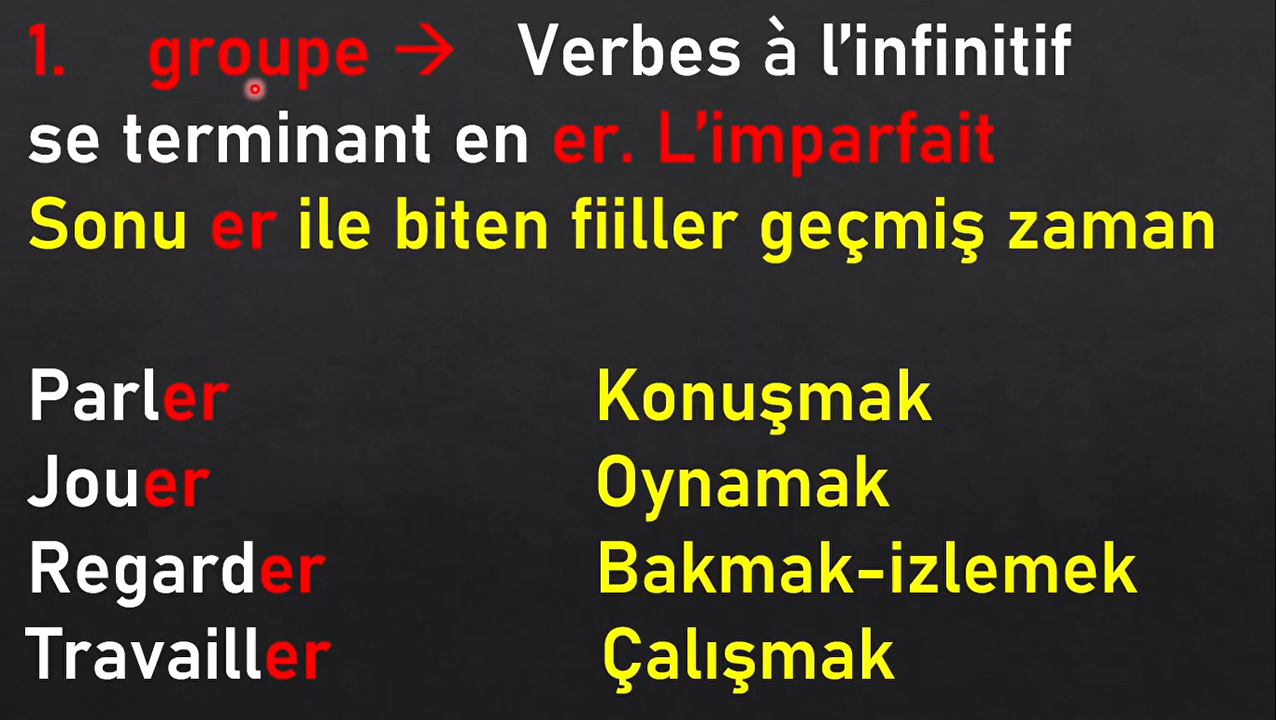 1. groupe → Verbes à l’infinitif
se terminant en er. L’imparfait
Sonu er ile biten fiiller geçmiş zaman
Parler Konuşmak
Jouer Oynamak
Regarder Bakmak-izlemek
Travailler Çalışmak